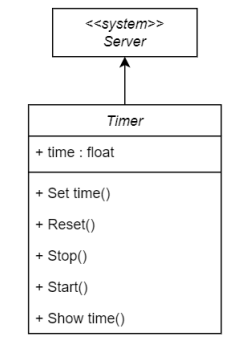 <<system>>
Server
Timer
+ time : float
+ Set time()
+ Reset()
+ Stop()
+ Start()
+ Show time()